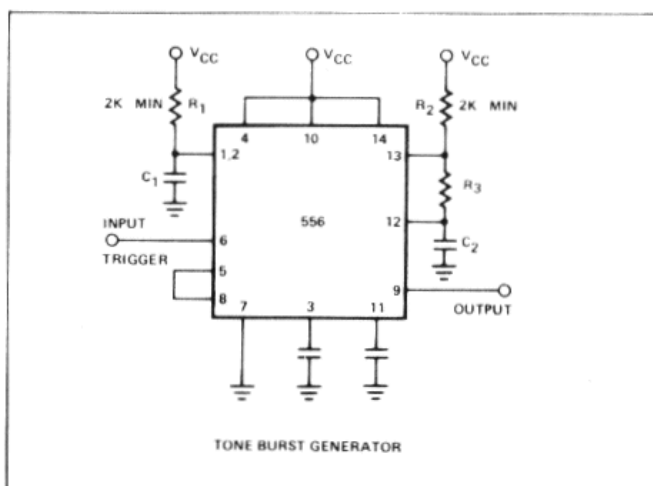 VCC VCC VCC
2K MIN R1 R2 2K MIN
4 10 14
1,2 13
C1 R3
556 12
INPUT C2
6
TRIGGER
5
9
8 OUTPUT
7 3 11
TONE BURST GENERATOR